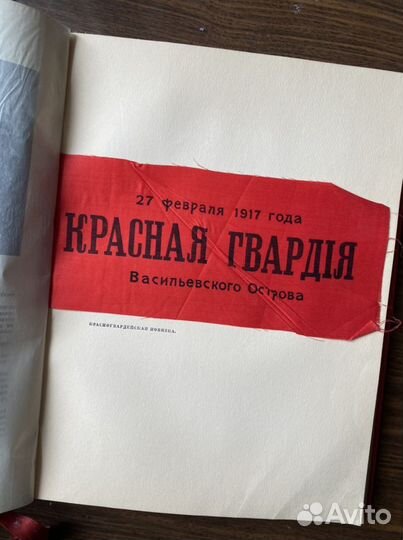 27 февраля 1917 года
КРАСНАЯ ГВАРДІЯ
Васильевского Острова
КРАСНОГВАРДЕЙСКАЯ ПОВЯЗКА.
Avito